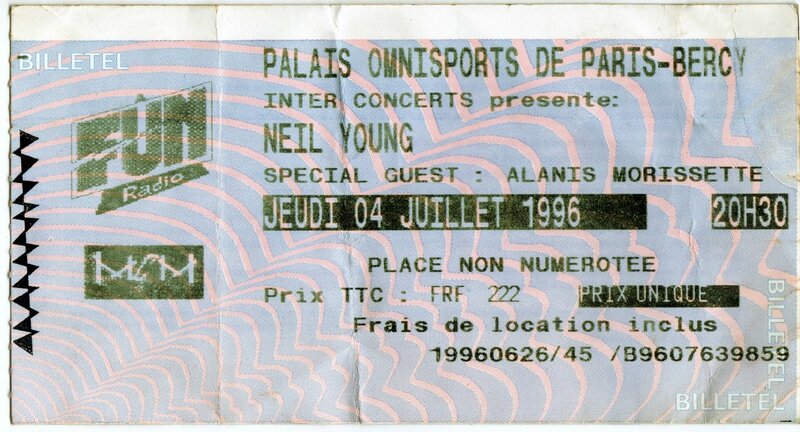 BILLETEL
PALAIS OMNISPORTS DE PARIS-BERCY
FUN
Radio
INTER CONCERTS presente:
NEIL YOUNG
SPECIAL GUEST : ALANIS MORISSETTE
JEUDI 04 JUILLET 1996 20H30
MCM
PLACE NON NUMEROTEE
Prix TTC : FRF 222 PRIX UNIQUE
Frais de location inclus
19960626/45 /B9607639859
BILLETEL
BILLETEL